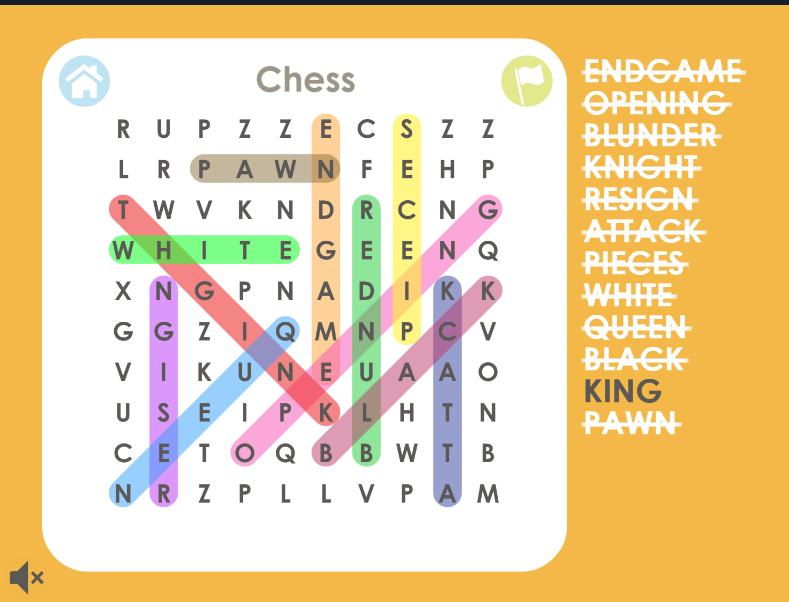 Chess
R U P Z Z E C S Z Z
L R P A W N F E H P
T W V K N D R C N G
W H I T E G E E N Q
X N G P N A D I K K
G G Z I Q M N P C V
V I K U N E U A A O
U S E I P K L H T N
C E T O Q B B W T B
N R Z P L L V P A M
ENDGAME
OPENING
BLUNDER
KNIGHT
RESIGN
ATTACK
PIECES
WHITE
QUEEN
BLACK
KING
PAWN